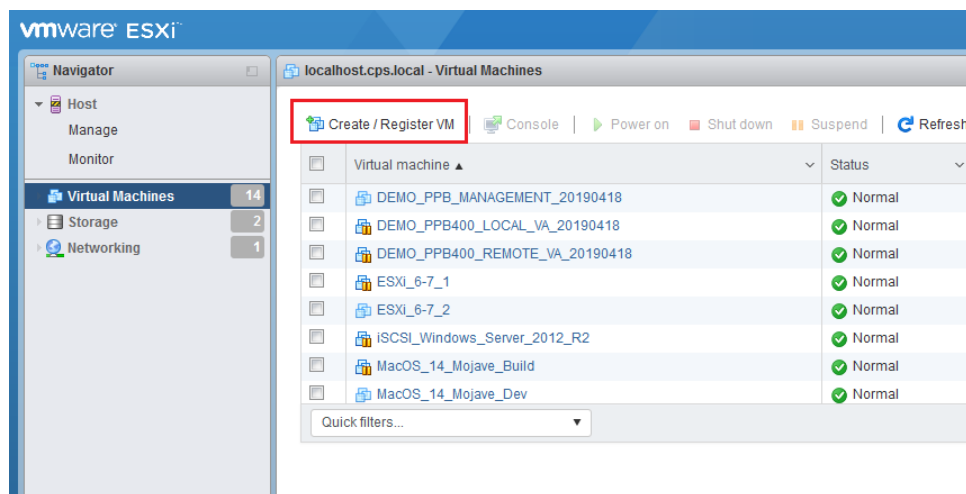 vmware® ESXi™
Navigator
localhost.cps.local - Virtual Machines
Host
Manage
Monitor
Virtual Machines 14
Storage 2
Networking 1
Create / Register VM | Console | Power on Shut down Suspend | Refresh
Virtual machine ▲ Status
DEMO_PPB_MANAGEMENT_20190418 Normal
DEMO_PPB400_LOCAL_VA_20190418 Normal
DEMO_PPB400_REMOTE_VA_20190418 Normal
ESXi_6-7_1 Normal
ESXi_6-7_2 Normal
iSCSI_Windows_Server_2012_R2 Normal
MacOS_14_Mojave_Build Normal
MacOS_14_Mojave_Dev Normal
Quick filters...